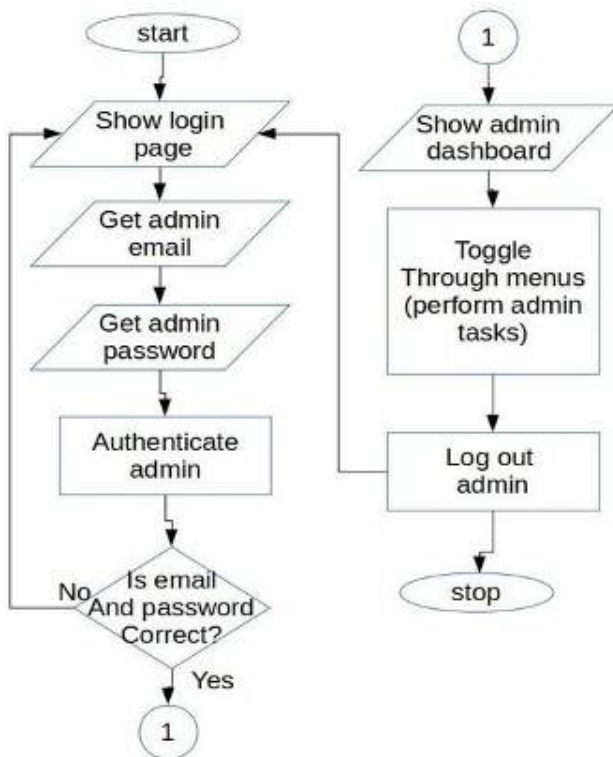 start
Show login
page
Get admin
email
Get admin
password
Authenticate
admin
Is email
And password
Correct?
No
Yes
1
1
Show admin
dashboard
Toggle
Through menus
(perform admin
tasks)
Log out
admin
stop